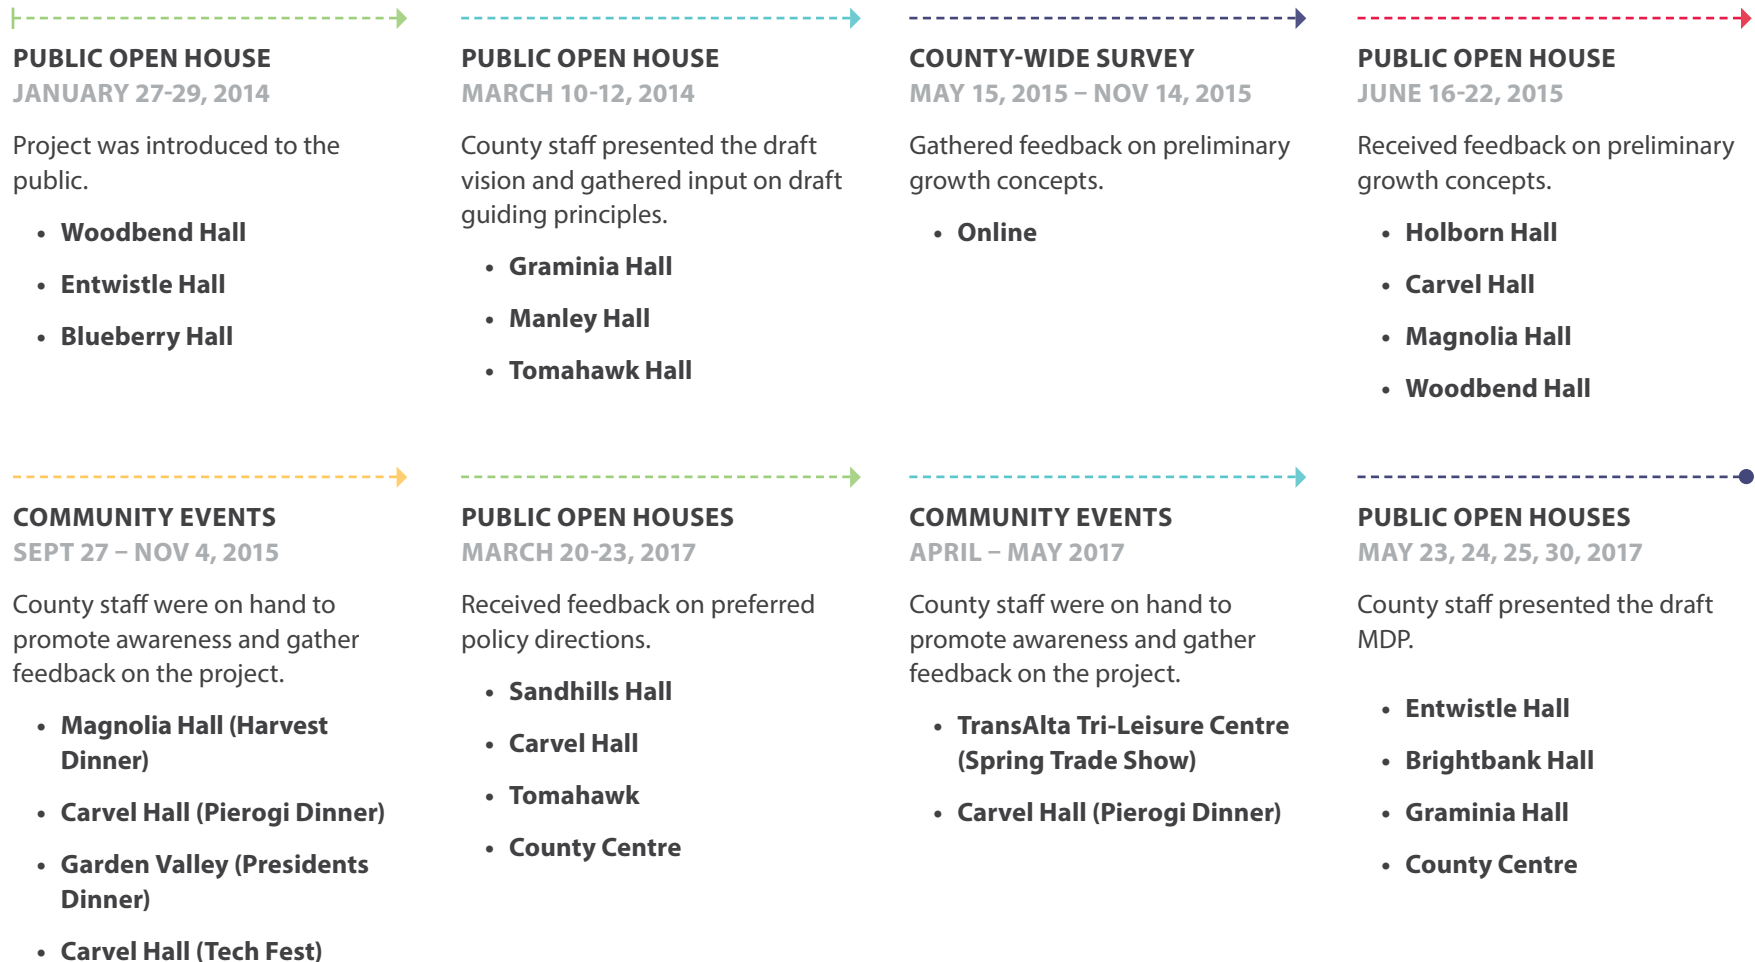 PUBLIC OPEN HOUSE
JANUARY 27-29, 2014
Project was introduced to the
public.
• Woodbend Hall
• Entwistle Hall
• Blueberry Hall
PUBLIC OPEN HOUSE
MARCH 10-12, 2014
County staff presented the draft
vision and gathered input on draft
guiding principles.
• Graminia Hall
• Manley Hall
• Tomahawk Hall
COUNTY-WIDE SURVEY
MAY 15, 2015 – NOV 14, 2015
Gathered feedback on preliminary
growth concepts.
• Online
PUBLIC OPEN HOUSE
JUNE 16-22, 2015
Received feedback on preliminary
growth concepts.
• Holborn Hall
• Carvel Hall
• Magnolia Hall
• Woodbend Hall
COMMUNITY EVENTS
SEPT 27 – NOV 4, 2015
County staff were on hand to
promote awareness and gather
feedback on the project.
• Magnolia Hall (Harvest
Dinner)
• Carvel Hall (Pierogi Dinner)
• Garden Valley (Presidents
Dinner)
• Carvel Hall (Tech Fest)
PUBLIC OPEN HOUSES
MARCH 20-23, 2017
Received feedback on preferred
policy directions.
• Sandhills Hall
• Carvel Hall
• Tomahawk
• County Centre
COMMUNITY EVENTS
APRIL – MAY 2017
County staff were on hand to
promote awareness and gather
feedback on the project.
• TransAlta Tri-Leisure Centre
(Spring Trade Show)
• Carvel Hall (Pierogi Dinner)
PUBLIC OPEN HOUSES
MAY 23, 24, 25, 30, 2017
County staff presented the draft
MDP.
• Entwistle Hall
• Brightbank Hall
• Graminia Hall
• County Centre